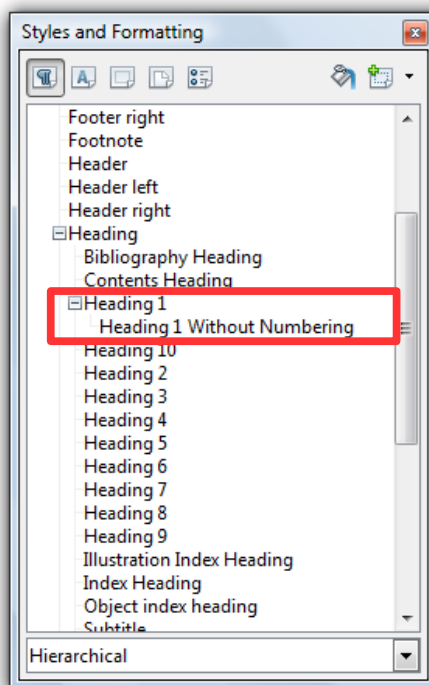 Styles and Formatting
Footer right
Footnote
Header
Header left
Header right
Heading
Bibliography Heading
Contents Heading
Heading 1
Heading 1 Without Numbering
Heading 10
Heading 2
Heading 3
Heading 4
Heading 5
Heading 6
Heading 7
Heading 8
Heading 9
Illustration Index Heading
Index Heading
Object index heading
Subtitle
Hierarchical